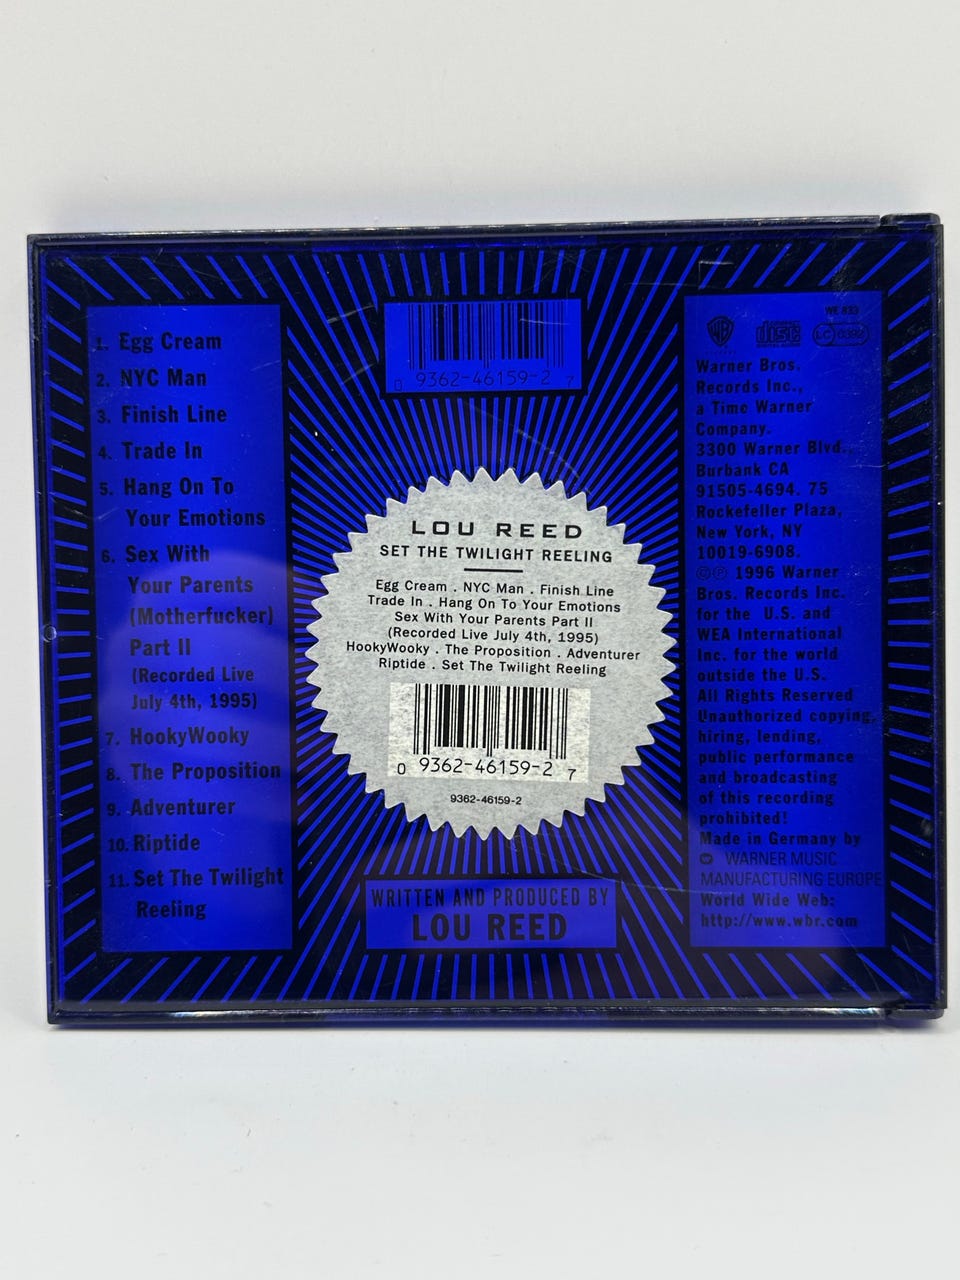 1. Egg Cream
2. NYC Man
3. Finish Line
4. Trade In
5. Hang On To
Your Emotions
6. Sex With
Your Parents
(Motherfucker)
Part II
(Recorded Live
July 4th, 1995)
7. HookyWooky
8. The Proposition
9. Adventurer
10. Riptide
11. Set The Twilight
Reeling
0 9362-46159-2 7
LOU REED
SET THE TWILIGHT REELING
Egg Cream . NYC Man . Finish Line
Trade In . Hang On To Your Emotions
Sex With Your Parents Part II
(Recorded Live July 4th, 1995)
HookyWooky . The Proposition . Adventurer
Riptide . Set The Twilight Reeling
0 9362-46159-2 7
9362-46159-2
WRITTEN AND PRODUCED BY
LOU REED
WE 833
WB
COMPACT
disc
DIGITAL AUDIO
LC 0392
Warner Bros.
Records Inc.,
a Time Warner
Company.
3300 Warner Blvd.,
Burbank CA
91505-4694. 75
Rockefeller Plaza,
New York, NY
10019-6908.
©℗ 1996 Warner
Bros. Records Inc.
for the U.S. and
WEA International
Inc. for the world
outside the U.S.
All Rights Reserved
Unauthorized copying,
hiring, lending,
public performance
and broadcasting
of this recording
prohibited!
Made in Germany by
WARNER MUSIC
MANUFACTURING EUROPE
World Wide Web:
http://www.wbr.com